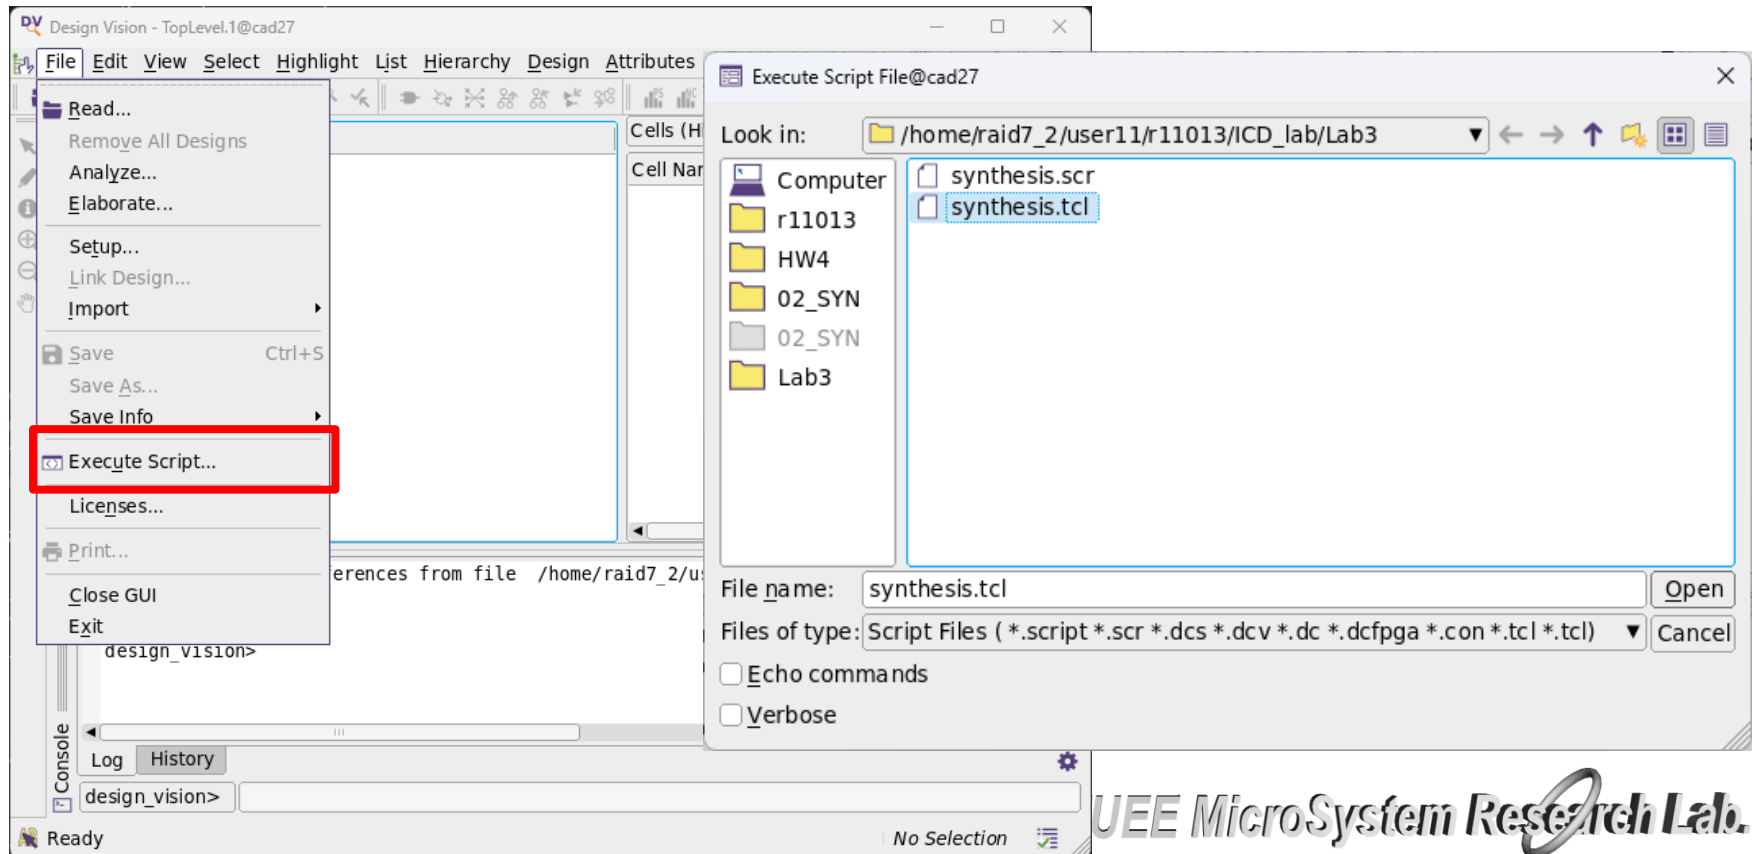 Design Vision - TopLevel.1@cad27
File Edit View Select Highlight List Hierarchy Design Attributes
Read...
Remove All Designs
Analyze...
Elaborate...
Setup...
Link Design...
Import
Save Ctrl+S
Save As...
Save Info
Execute Script...
Licenses...
Print...
Close GUI
Exit
Cells (Hi
Cell Nar
erences from file /home/raid7_2/u
design_vision>
Console
Log History
design_vision>
Ready
No Selection
Execute Script File@cad27
Look in: /home/raid7_2/user11/r11013/ICD_lab/Lab3
Computer
r11013
HW4
02_SYN
02_SYN
Lab3
synthesis.scr
synthesis.tcl
File name: synthesis.tcl Open
Files of type: Script Files ( *.script *.scr *.dcs *.dcv *.dc *.dcfpga *.con *.tcl *.tcl) Cancel
Echo commands
Verbose
UEE MicroSystem Research Lab.